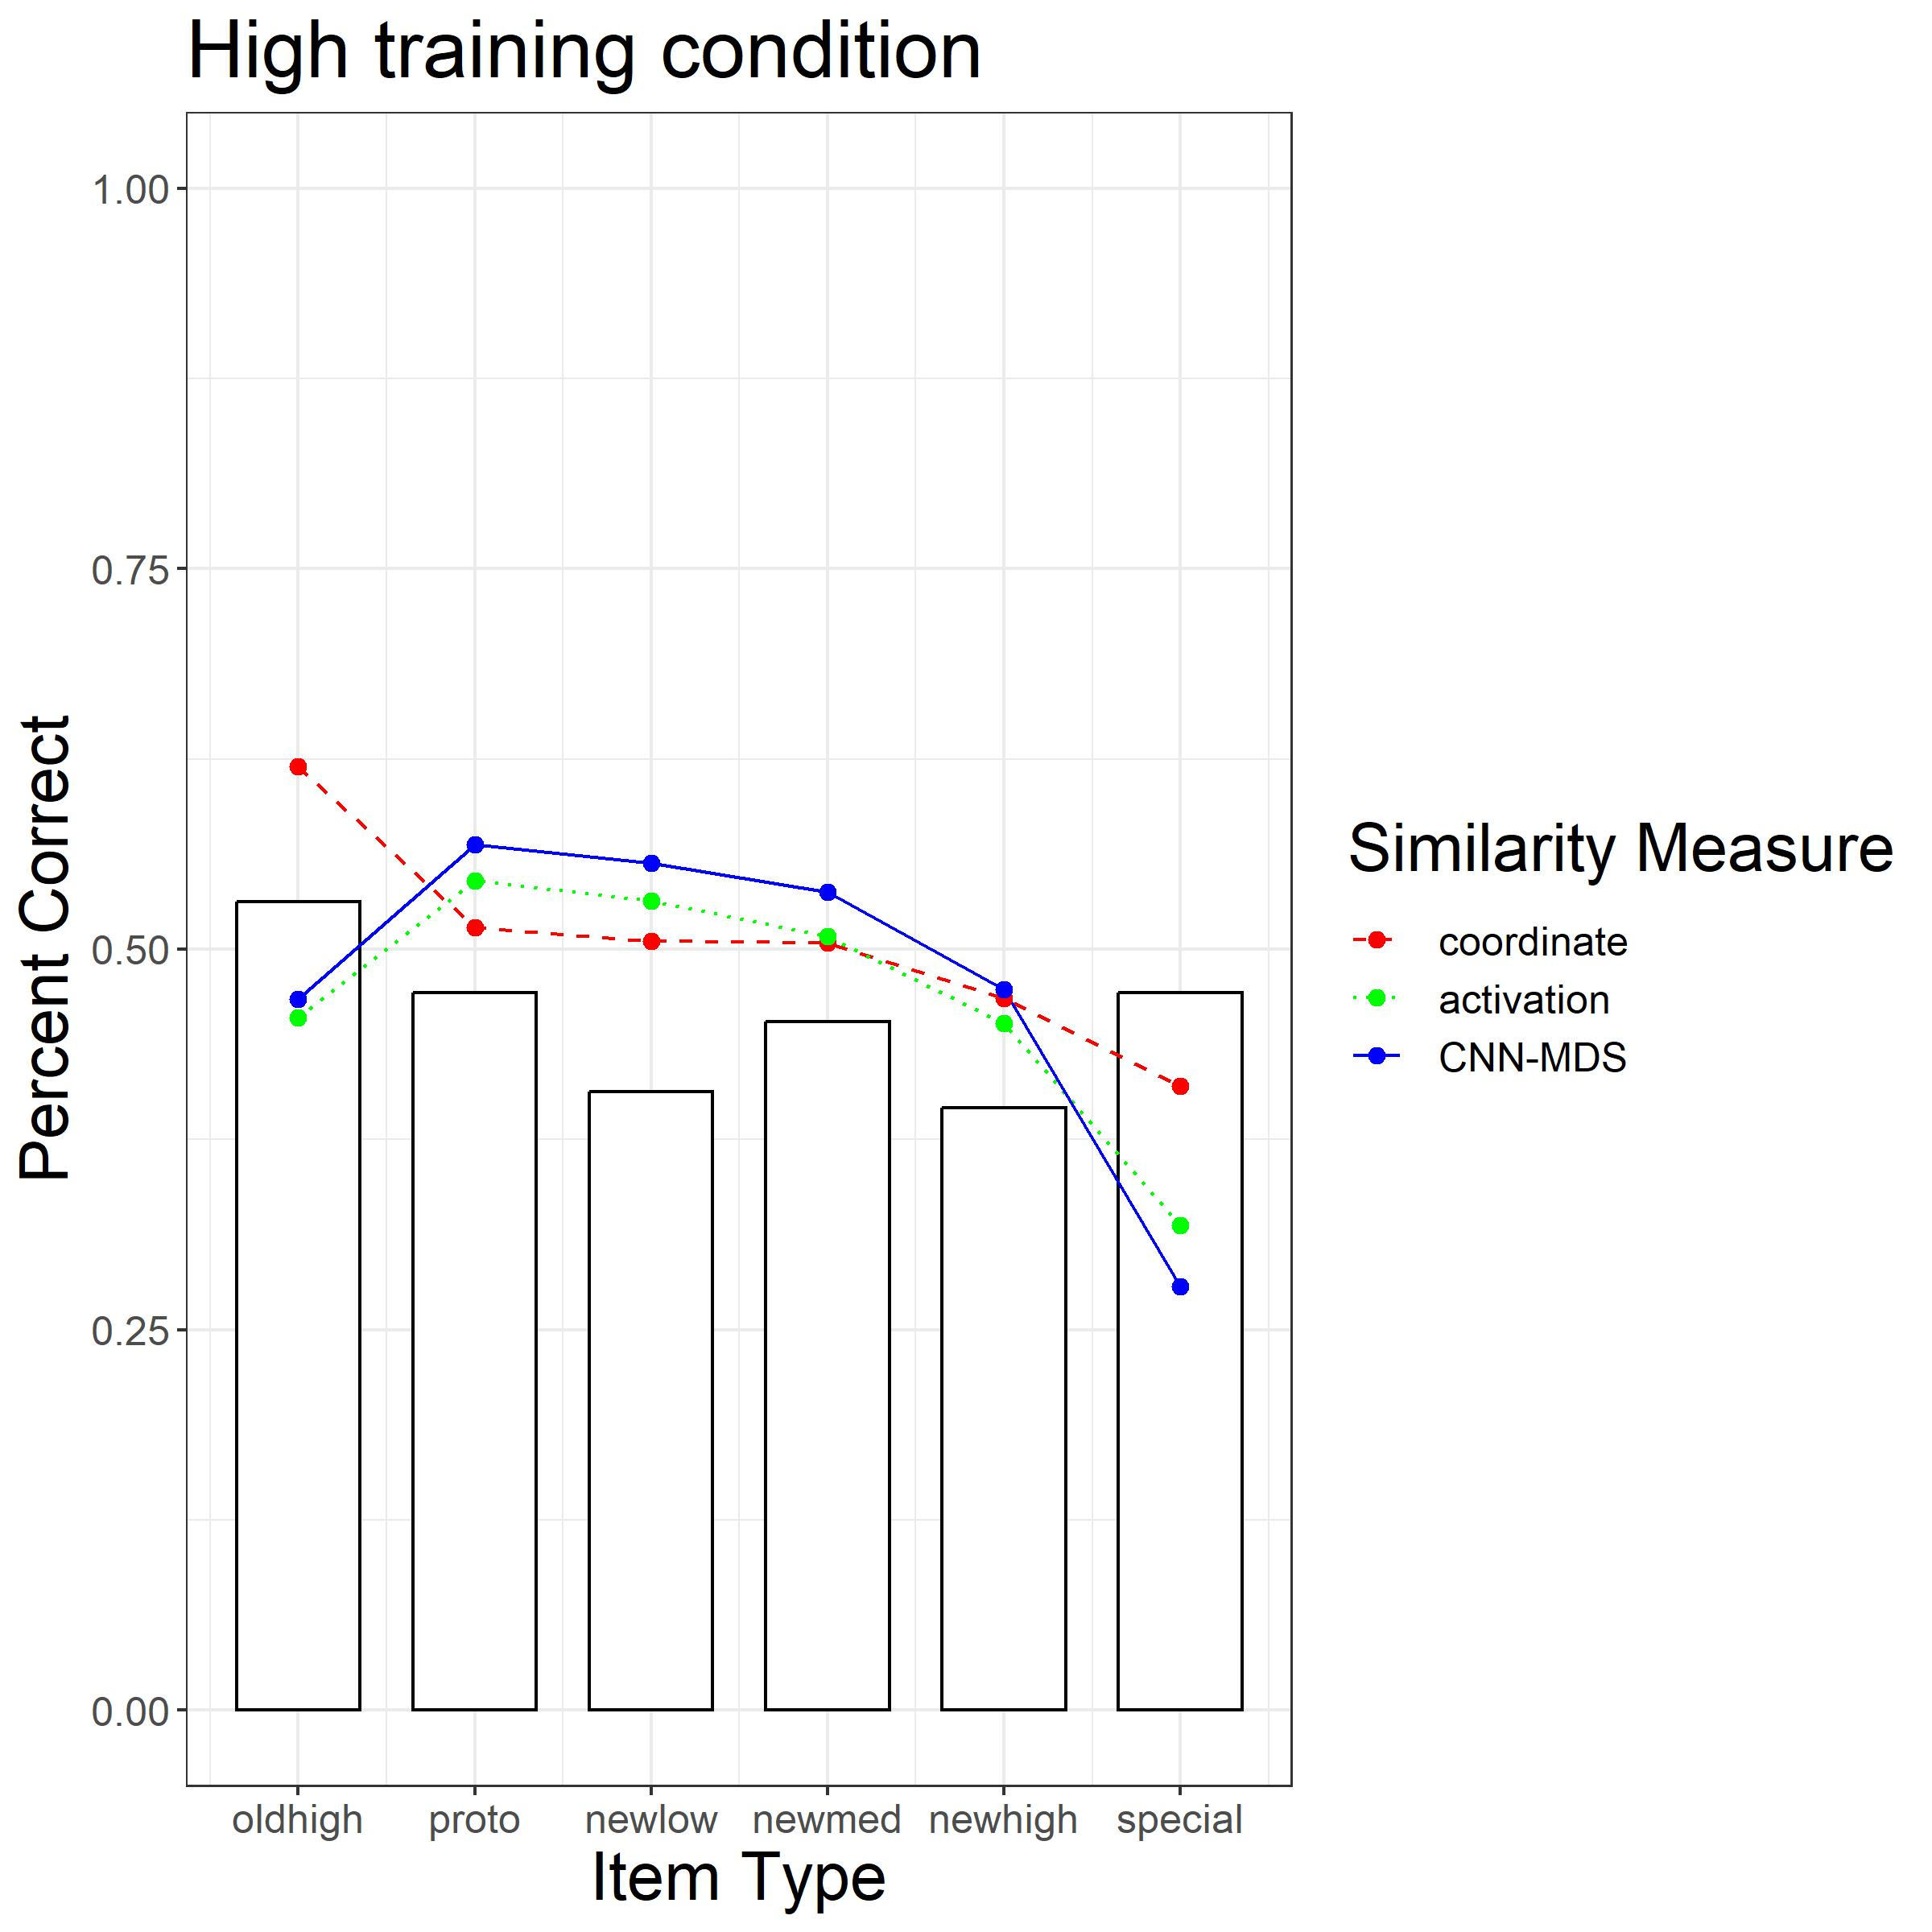 High training condition
1.00
0.75
0.50
0.25
0.00
Percent Correct
oldhigh proto newlow newmed newhigh special
Item Type
Similarity Measure
coordinate
activation
CNN-MDS